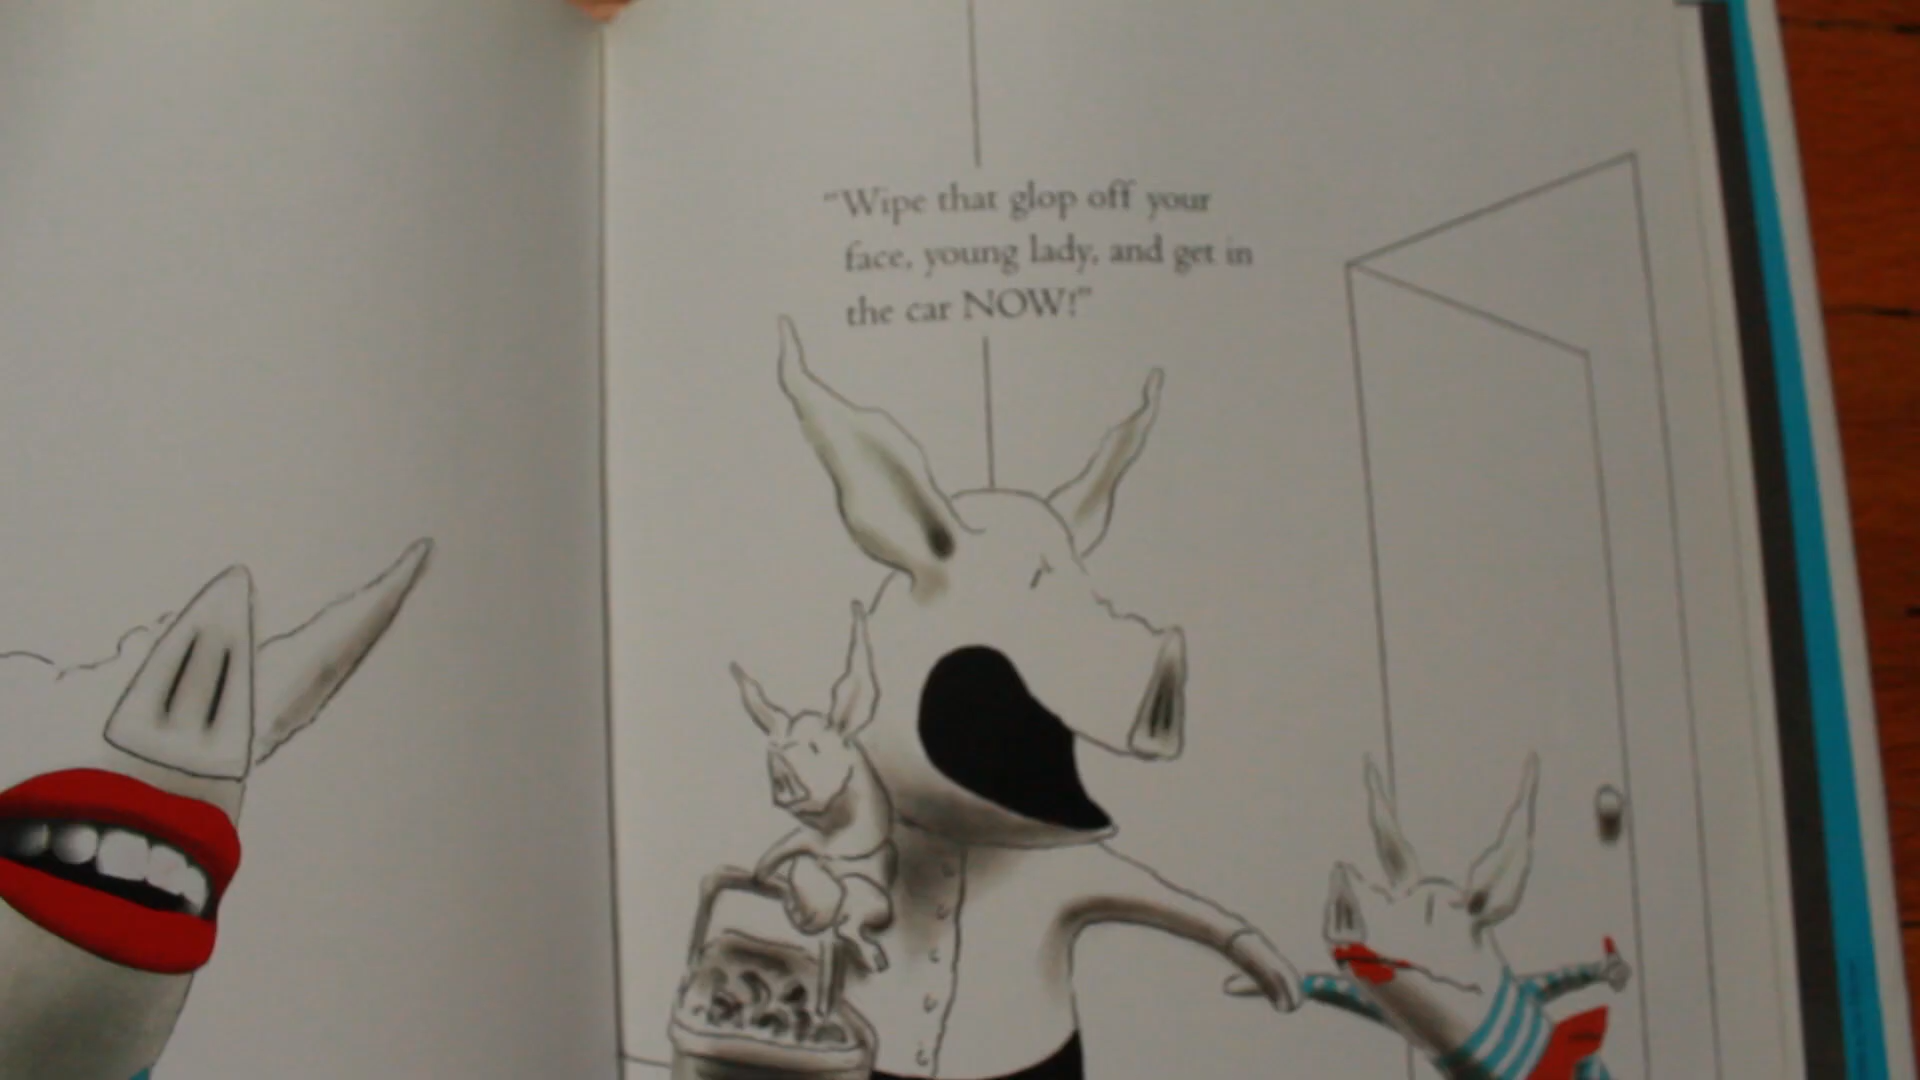 “Wipe that glop off your
face, young lady, and get in
the car NOW!”